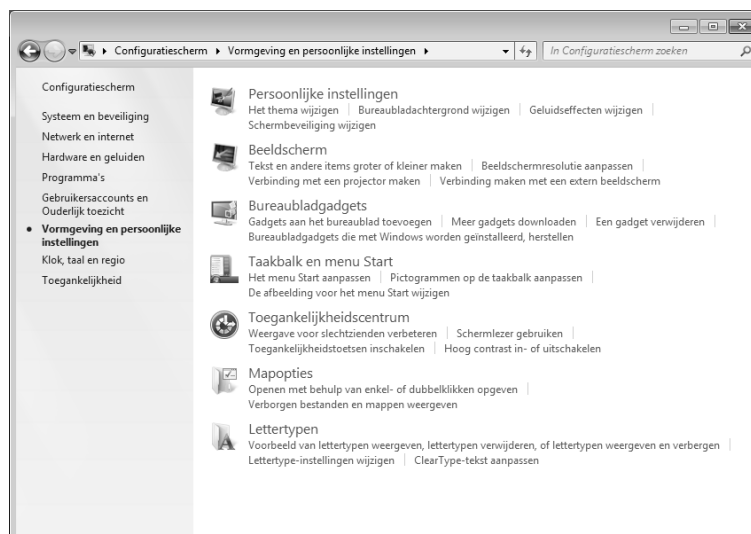 Configuratiescherm Vormgeving en persoonlijke instellingen In Configuratiescherm zoeken
Configuratiescherm
Systeem en beveiliging
Netwerk en internet
Hardware en geluiden
Programma's
Gebruikersaccounts en
Ouderlijk toezicht
Vormgeving en persoonlijke
instellingen
Klok, taal en regio
Toegankelijkheid
Persoonlijke instellingen
Het thema wijzigen Bureaubladachtergrond wijzigen Geluidseffecten wijzigen
Schermbeveiliging wijzigen
Beeldscherm
Tekst en andere items groter of kleiner maken Beeldschermresolutie aanpassen
Verbinding met een projector maken Verbinding maken met een extern beeldscherm
Bureaubladgadgets
Gadgets aan het bureaublad toevoegen Meer gadgets downloaden Een gadget verwijderen
Bureaubladgadgets die met Windows worden geïnstalleerd, herstellen
Taakbalk en menu Start
Het menu Start aanpassen Pictogrammen op de taakbalk aanpassen
De afbeelding voor het menu Start wijzigen
Toegankelijkheidscentrum
Weergave voor slechtzienden verbeteren Schermlezer gebruiken
Toegankelijkheidstoetsen inschakelen Hoog contrast in- of uitschakelen
Mapopties
Openen met behulp van enkel- of dubbelklikken opgeven
Verborgen bestanden en mappen weergeven
Lettertypen
Voorbeeld van lettertypen weergeven, lettertypen verwijderen, of lettertypen weergeven en verbergen
Lettertype-instellingen wijzigen ClearType-tekst aanpassen